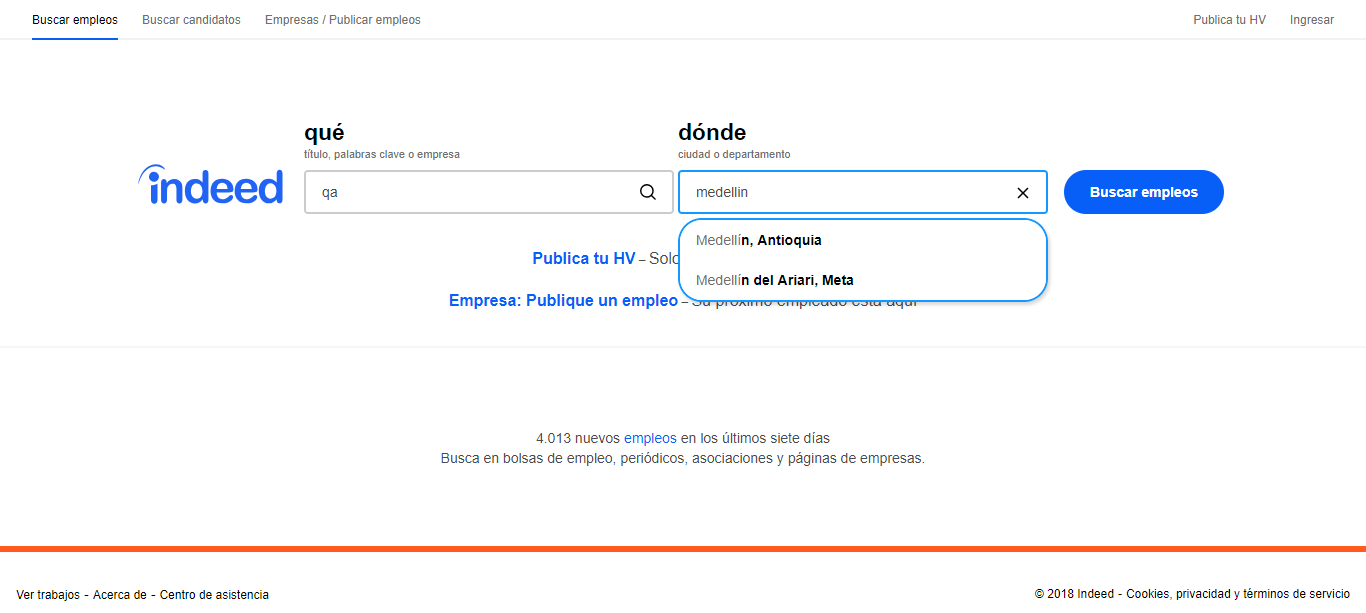 Buscar empleos Buscar candidatos Empresas / Publicar empleos Publica tu HV Ingresar
qué dónde
título, palabras clave o empresa ciudad o departamento
indeed qa medellin Buscar empleos
Medellín, Antioquia
Medellín del Ariari, Meta
Publica tu HV – Solo
Empresa: Publique un empleo – Su próximo empleado está aquí
4.013 nuevos empleos en los últimos siete días
Busca en bolsas de empleo, periódicos, asociaciones y páginas de empresas.
Ver trabajos - Acerca de - Centro de asistencia © 2018 Indeed - Cookies, privacidad y términos de servicio